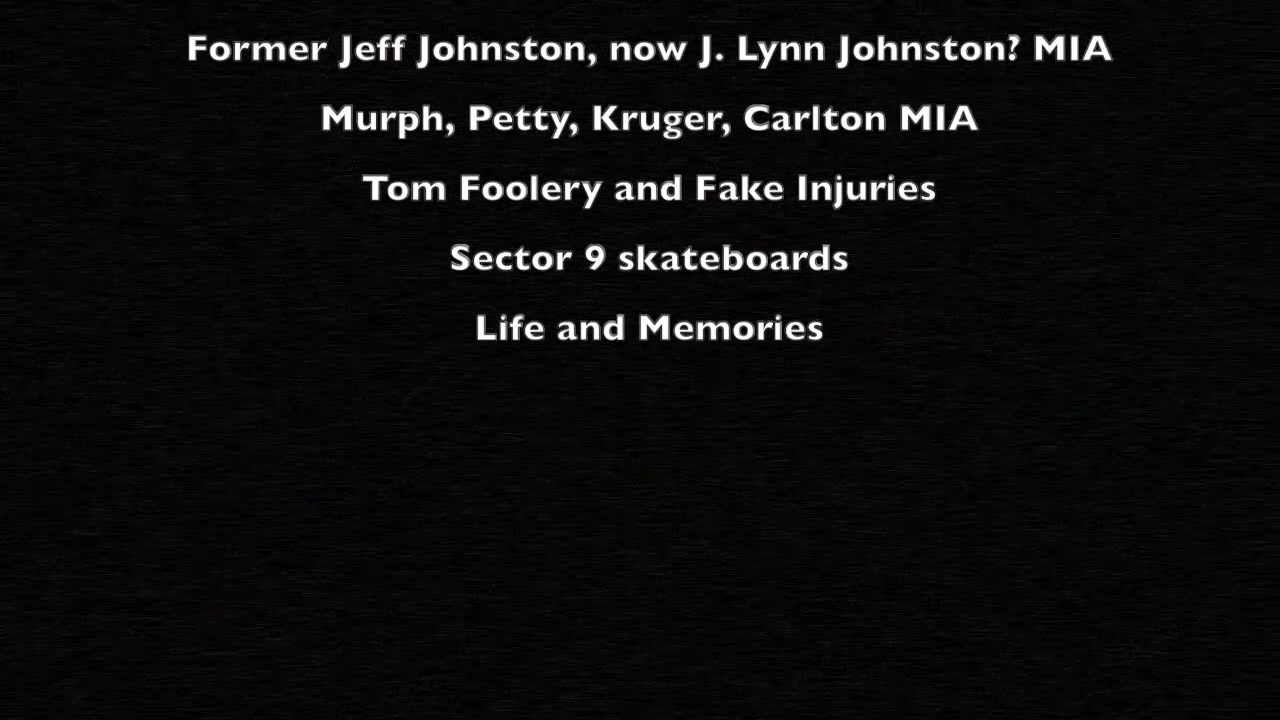 Former Jeff Johnston, now J. Lynn Johnston? MIA
Murph, Petty, Kruger, Carlton MIA
Tom Foolery and Fake Injuries
Sector 9 skateboards
Life and Memories